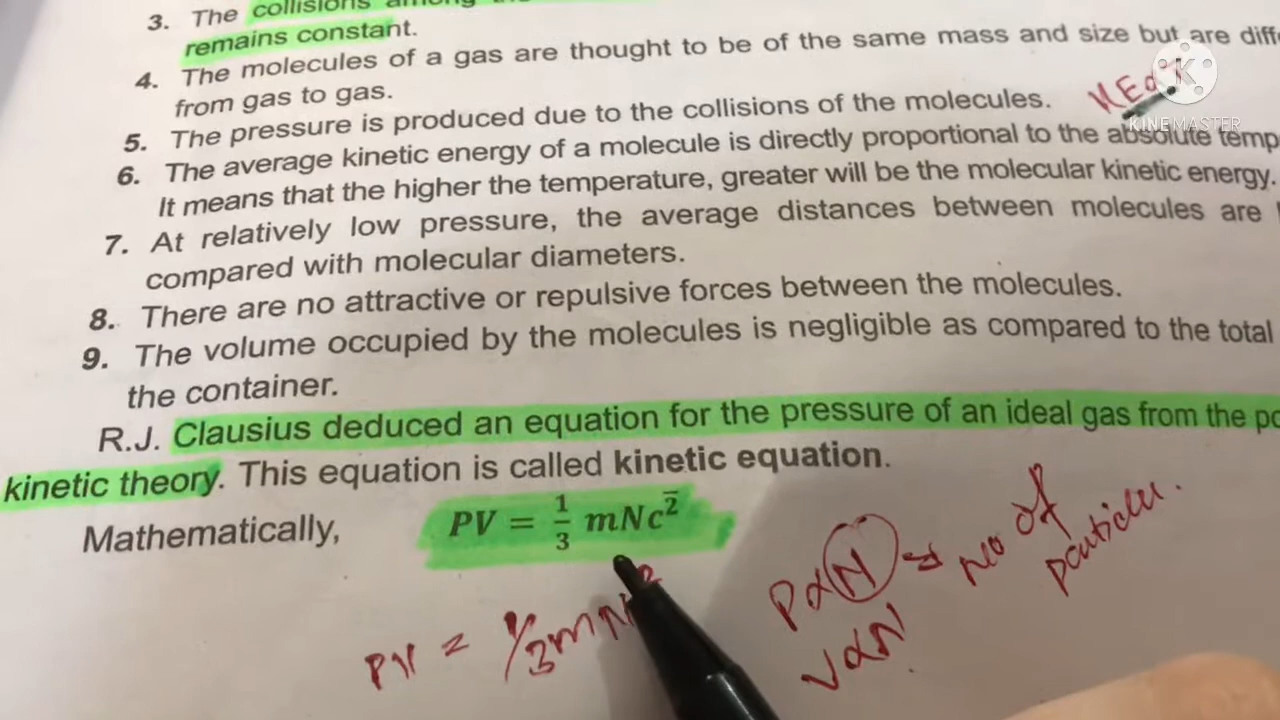 3. The collisions among the
remains constant.
4. The molecules of a gas are thought to be of the same mass and size but are diff
from gas to gas.
5. The pressure is produced due to the collisions of the molecules.
KE∝T
KINEMASTER
6. The average kinetic energy of a molecule is directly proportional to the absolute temp
It means that the higher the temperature, greater will be the molecular kinetic energy.
7. At relatively low pressure, the average distances between molecules are
compared with molecular diameters.
8. There are no attractive or repulsive forces between the molecules.
9. The volume occupied by the molecules is negligible as compared to the total
the container.
R.J. Clausius deduced an equation for the pressure of an ideal gas from the po
kinetic theory. This equation is called kinetic equation.
Mathematically, PV = 1/3 mNc^2̅
PV = 1/3 mN
P∝N → no of
particles.
V∝N